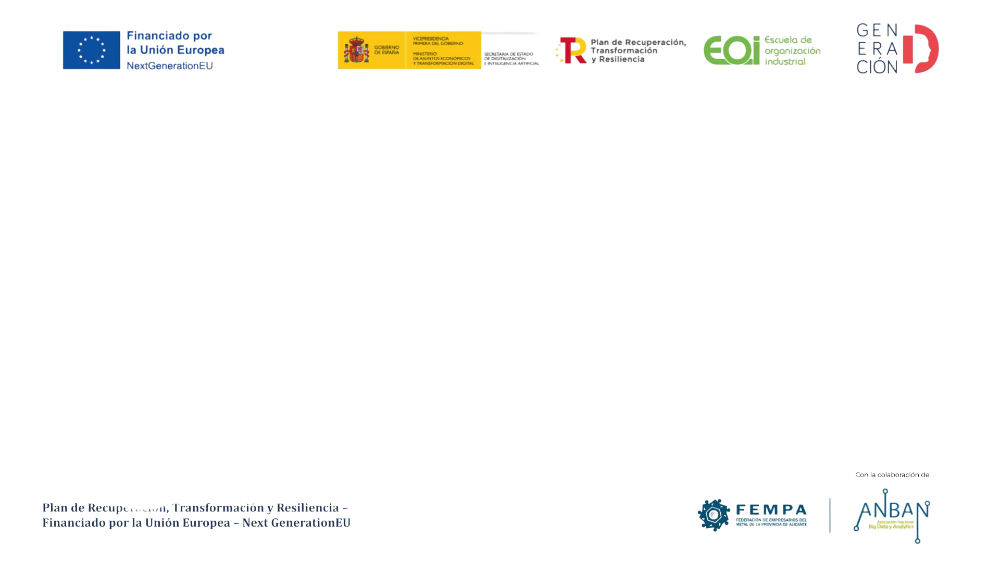 Financiado por
la Unión Europea
NextGenerationEU
GOBIERNO
DE ESPAÑA
VICEPRESIDENCIA
PRIMERA DEL GOBIERNO
MINISTERIO
DE ASUNTOS ECONÓMICOS
Y TRANSFORMACIÓN DIGITAL
SECRETARIA DE ESTADO
DE DIGITALIZACIÓN
E INTELIGENCIA ARTIFICIAL
Plan de Recuperación,
Transformación
y Resiliencia
EOi
Escuela de
organización
industrial
GEN
ERA
CIÓN
D
Con la colaboración de:
Plan de Recuperación, Transformación y Resiliencia –
Financiado por la Unión Europea – Next GenerationEU
FEMPA
FEDERACIÓN DE EMPRESARIOS DEL
METAL DE LA PROVINCIA DE ALICANTE
ANBAN
Asociación Nacional
Big Data y Analytics